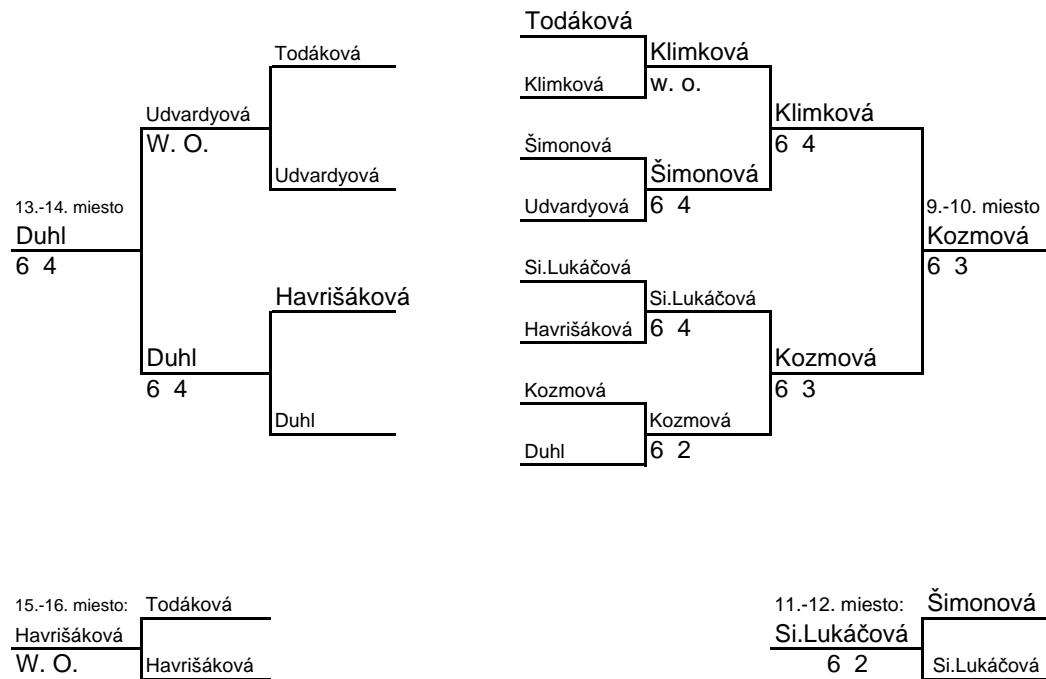 Todáková
Todáková
Klimková
Klimková
w. o.
Udvardyová
Klimková
W. O.
6 4
Šimonová
Udvardyová
Šimonová
13.-14. miesto
Udvardyová
6 4
9.-10. miesto
Duhl
Kozmová
6 4
6 3
Si.Lukáčová
Havrišáková
Si.Lukáčová
Havrišáková
6 4
Duhl
Kozmová
6 4
6 3
Kozmová
Duhl
Kozmová
Duhl
6 2
15.-16. miesto:
Todáková
11.-12. miesto:
Šimonová
Havrišáková
Si.Lukáčová
W. O.
Havrišáková
6 2
Si.Lukáčová